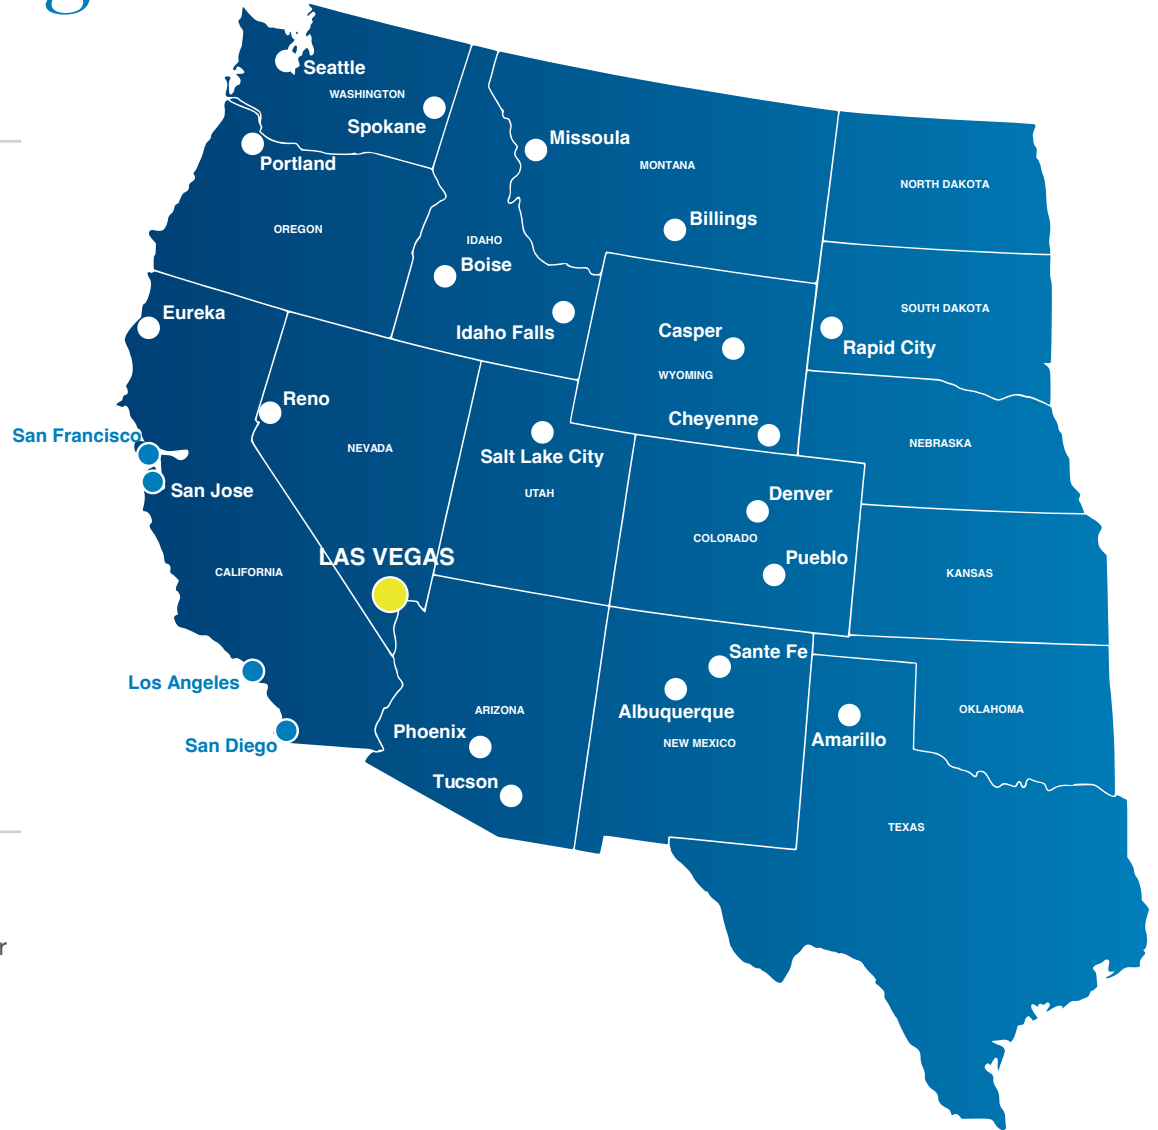 g
Seattle
WASHINGTON
Spokane
Missoula
Portland
MONTANA
NORTH DAKOTA
Billings
OREGON
IDAHO
Boise
SOUTH DAKOTA
Eureka
Idaho Falls
Casper
Rapid City
WYOMING
Reno
Cheyenne
San Francisco
NEVADA
NEBRASKA
Salt Lake City
San Jose
UTAH
Denver
COLORADO
LAS VEGAS
Pueblo
CALIFORNIA
KANSAS
Sante Fe
Los Angeles
ARIZONA
Albuquerque
OKLAHOMA
Phoenix
NEW MEXICO
Amarillo
San Diego
Tucson
TEXAS
r